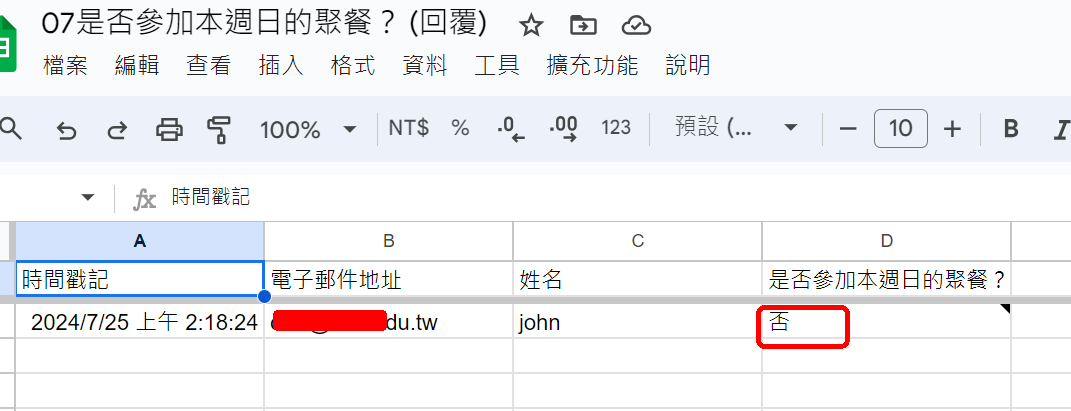 07是否參加本週日的聚餐？ (回覆)
檔案 編輯 查看 插入 格式 資料 工具 擴充功能 說明
100% NT$ % .0 .00 123 預設 (... 10 B I
fx 時間戳記
A B C D
時間戳記 電子郵件地址 姓名 是否參加本週日的聚餐？
2024/7/25 上午 2:18:24 du.tw john 否